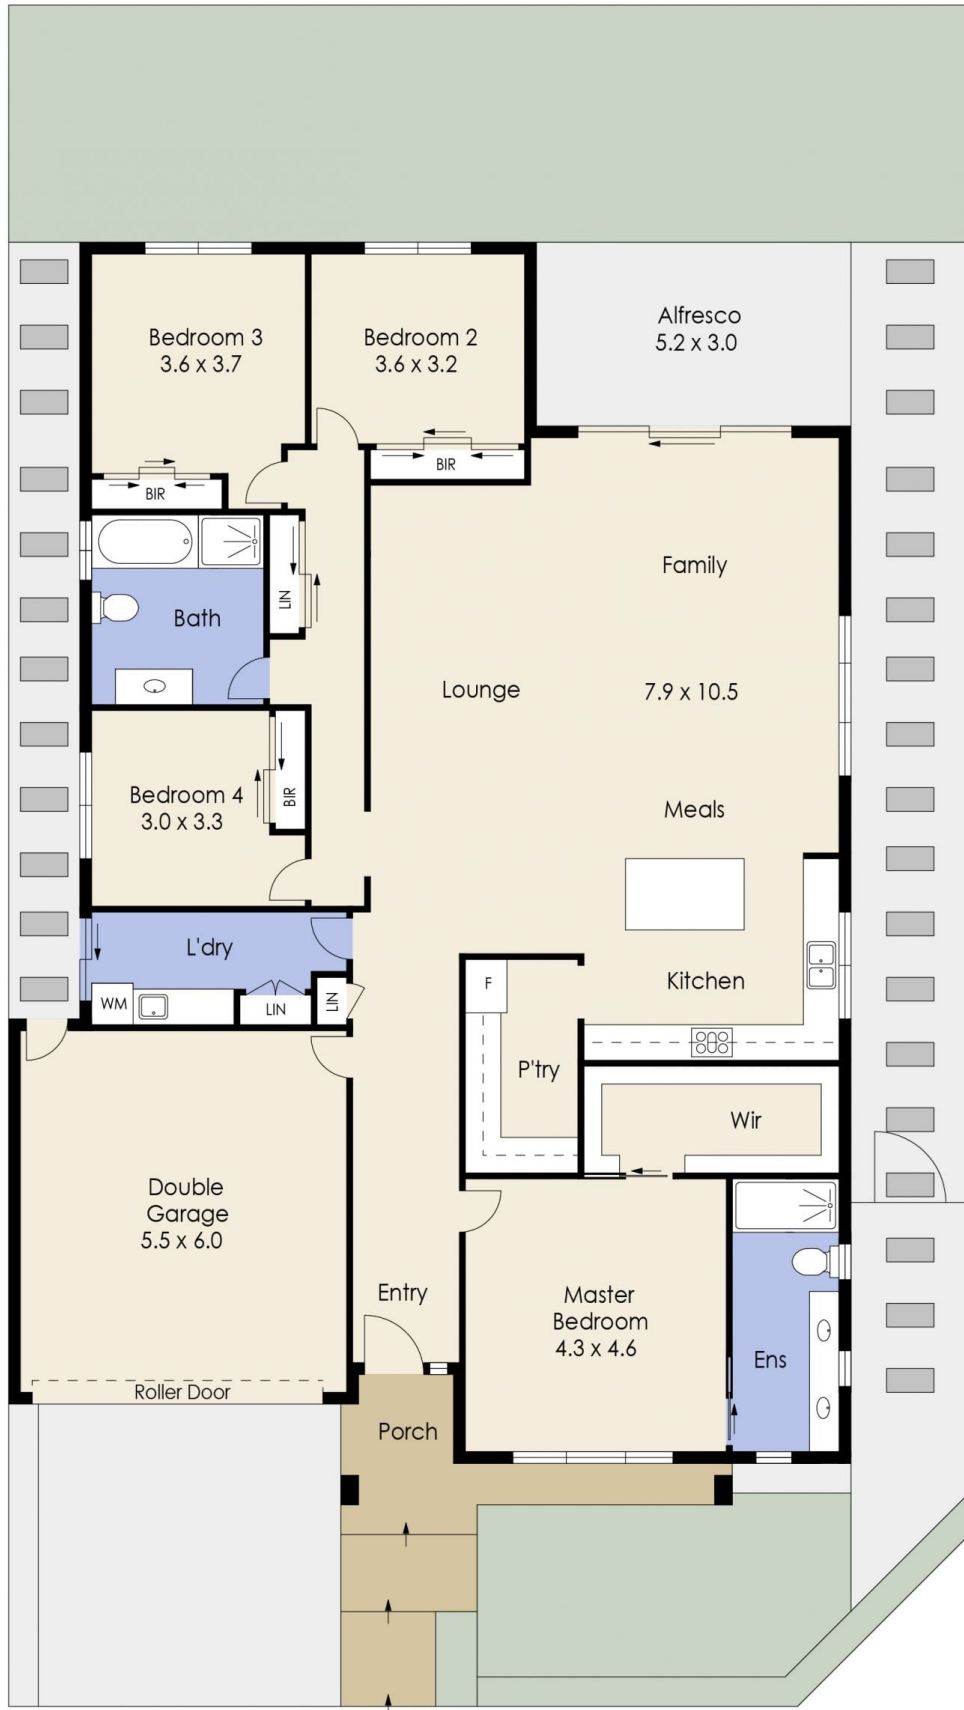 Bedroom 3
3.6 x 3.7
Bedroom 2
3.6 x 3.2
Alfresco
5.2 x 3.0
BIR
BIR
Family
LIN
Bath
Lounge
7.9 x 10.5
Bedroom 4
3.0 x 3.3
BIR
Meals
L'dry
WM
LIN
LIN
F
Kitchen
P'try
Wir
Double
Garage
5.5 x 6.0
Entry
Master
Bedroom
4.3 x 4.6
Ens
Roller Door
Porch